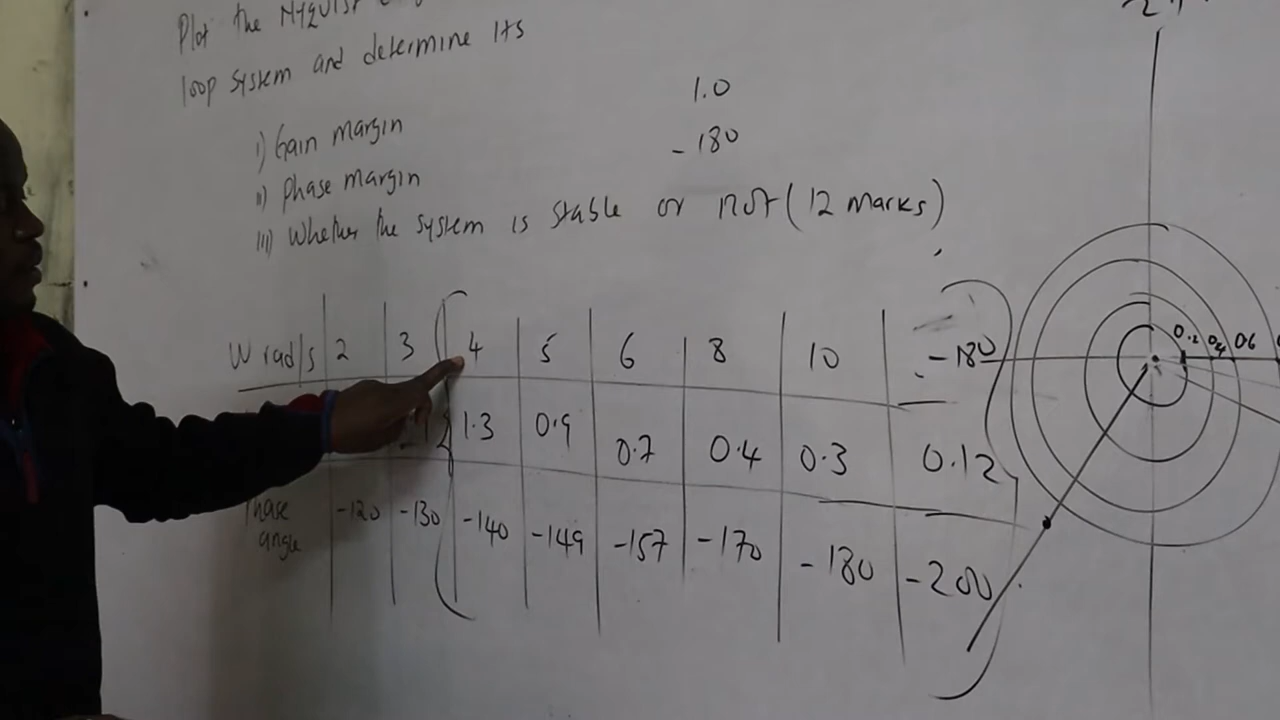 Plot the Nyquist
loop system and determine its
i) Gain margin
ii) Phase margin
iii) Whether the system is stable or not (12 marks)
1.0
-180
W rad/s 2 3 4 5 6 8 10
1.3 0.9 0.7 0.4 0.3 0.12
Phase angle -120 -130 -140 -149 -157 -170 -180 -200
-180
0.2 0.4 0.6